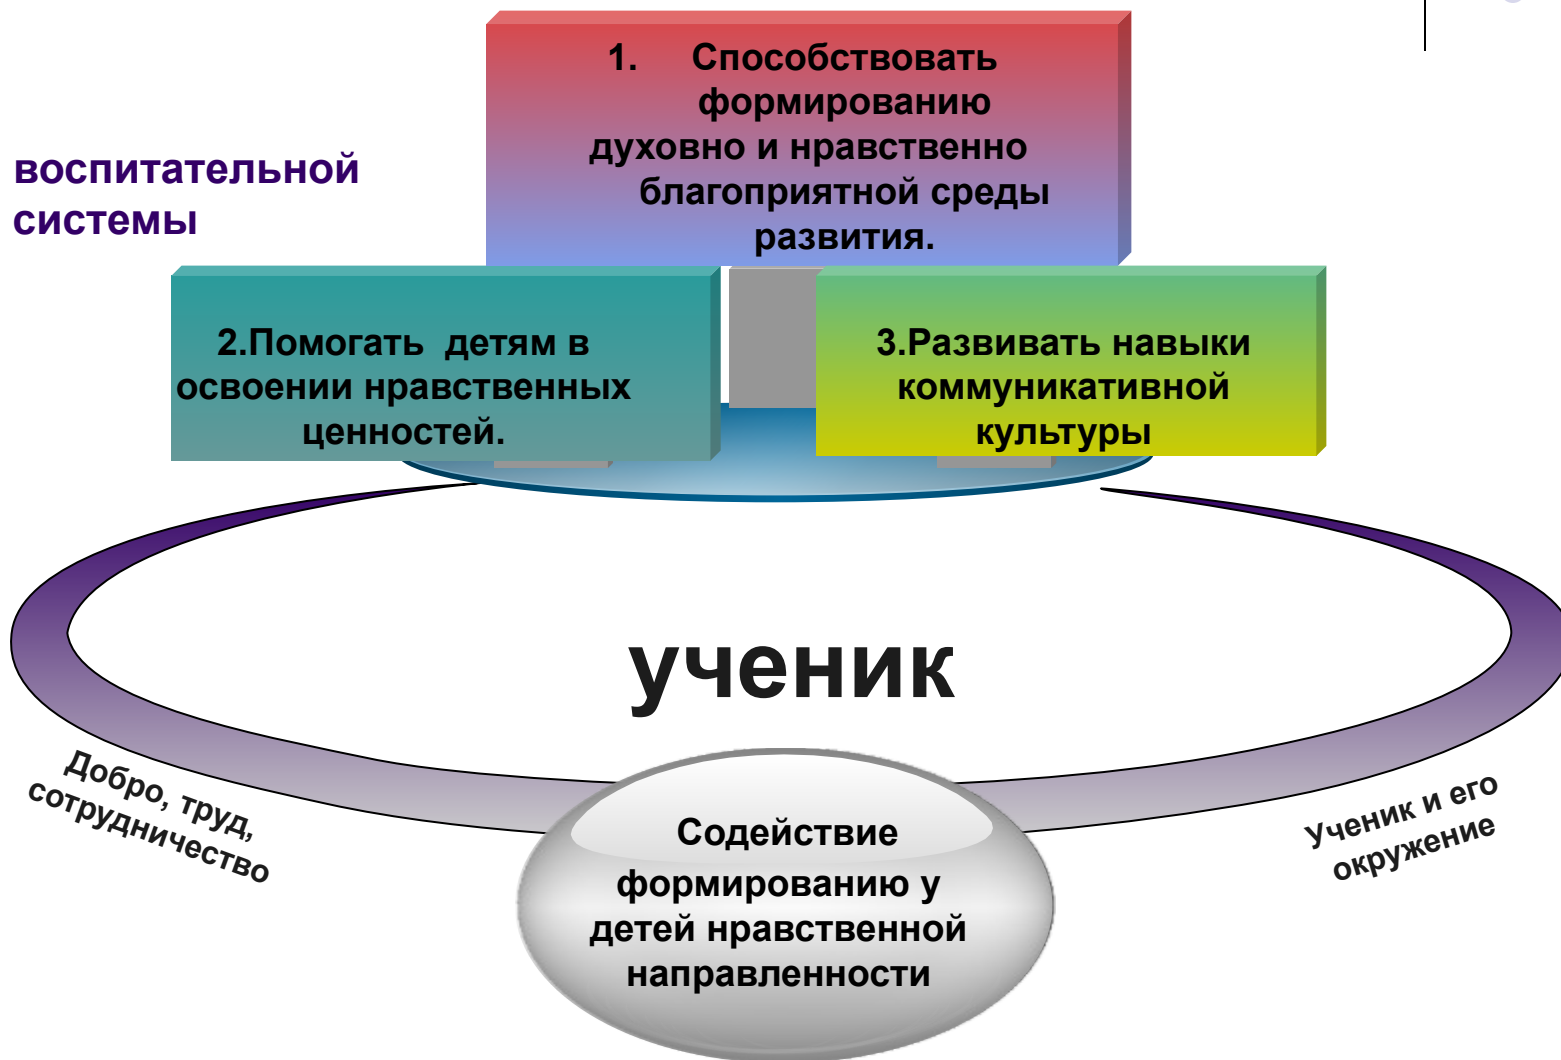 воспитательной
системы
1. Способствовать
формированию
духовно и нравственно
благоприятной среды
развития.
2.Помогать детям в
освоении нравственных
ценностей.
3.Развивать навыки
коммуникативной
культуры
ученик
Добро, труд,
сотрудничество
Содействие
формированию у
детей нравственной
направленности
Ученик и его
окружение